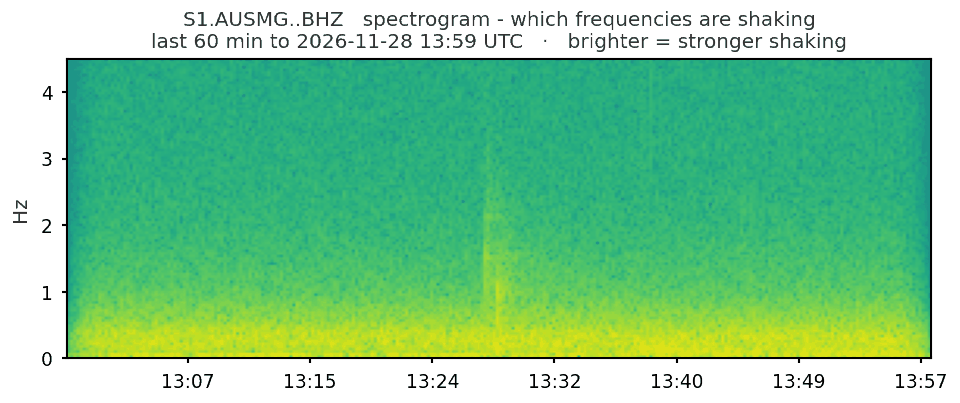 S1.AUSMG..BHZ   spectrogram - which frequencies are shaking
last 60 min to 2026-11-28 13:59 UTC   ·   brighter = stronger shaking
4
3
2
1
0
Hz
13:07   13:15   13:24   13:32   13:40   13:49   13:57